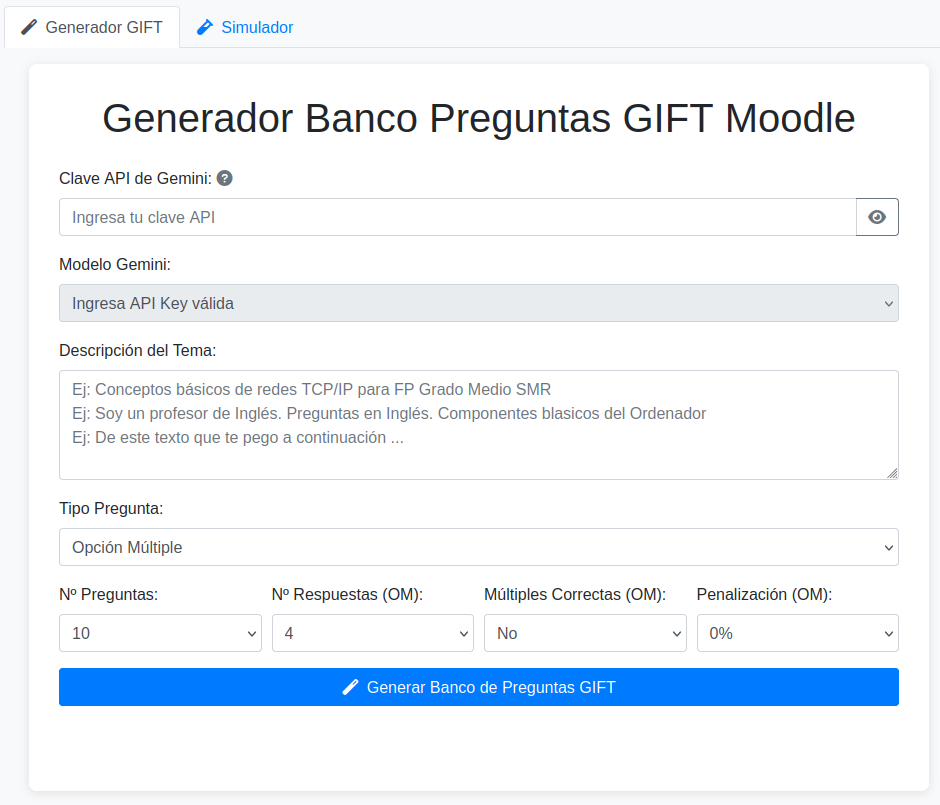 Generador GIFT Simulador
Generador Banco Preguntas GIFT Moodle
Clave API de Gemini: ?
Ingresa tu clave API
Modelo Gemini:
Ingresa API Key válida
Descripción del Tema:
Ej: Conceptos básicos de redes TCP/IP para FP Grado Medio SMR
Ej: Soy un profesor de Inglés. Preguntas en Inglés. Componentes blasicos del Ordenador
Ej: De este texto que te pego a continuación ...
Tipo Pregunta:
Opción Múltiple
Nº Preguntas: Nº Respuestas (OM): Múltiples Correctas (OM): Penalización (OM):
10 4 No 0%
Generar Banco de Preguntas GIFT